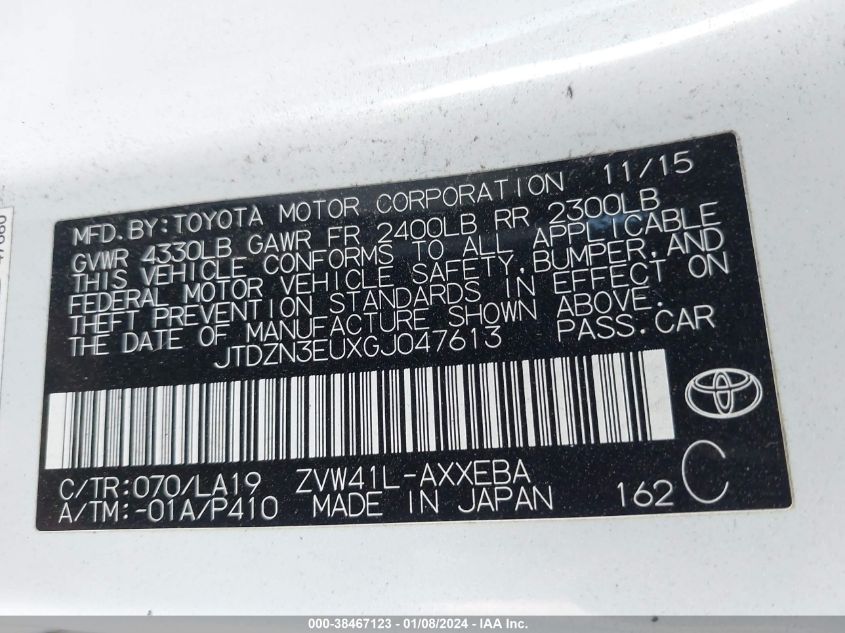 MFD.BY:TOYOTA MOTOR CORPORATION 11/15
GVWR 4330LB GAWR FR 2400LB RR 2300LB
THIS VEHICLE CONFORMS TO ALL APPLICABLE
FEDERAL MOTOR VEHICLE SAFETY,BUMPER,AND
THEFT PREVENTION STANDARDS IN EFFECT ON
THE DATE OF MANUFACTURE SHOWN ABOVE.
JTDZN3EUXGJ047613 PASS.CAR
C/TR:070/LA19 ZVW41L-AXXEBA
A/TM:-01A/P410 MADE IN JAPAN 162 C
000-38467123 - 01/08/2024 - IAA Inc.